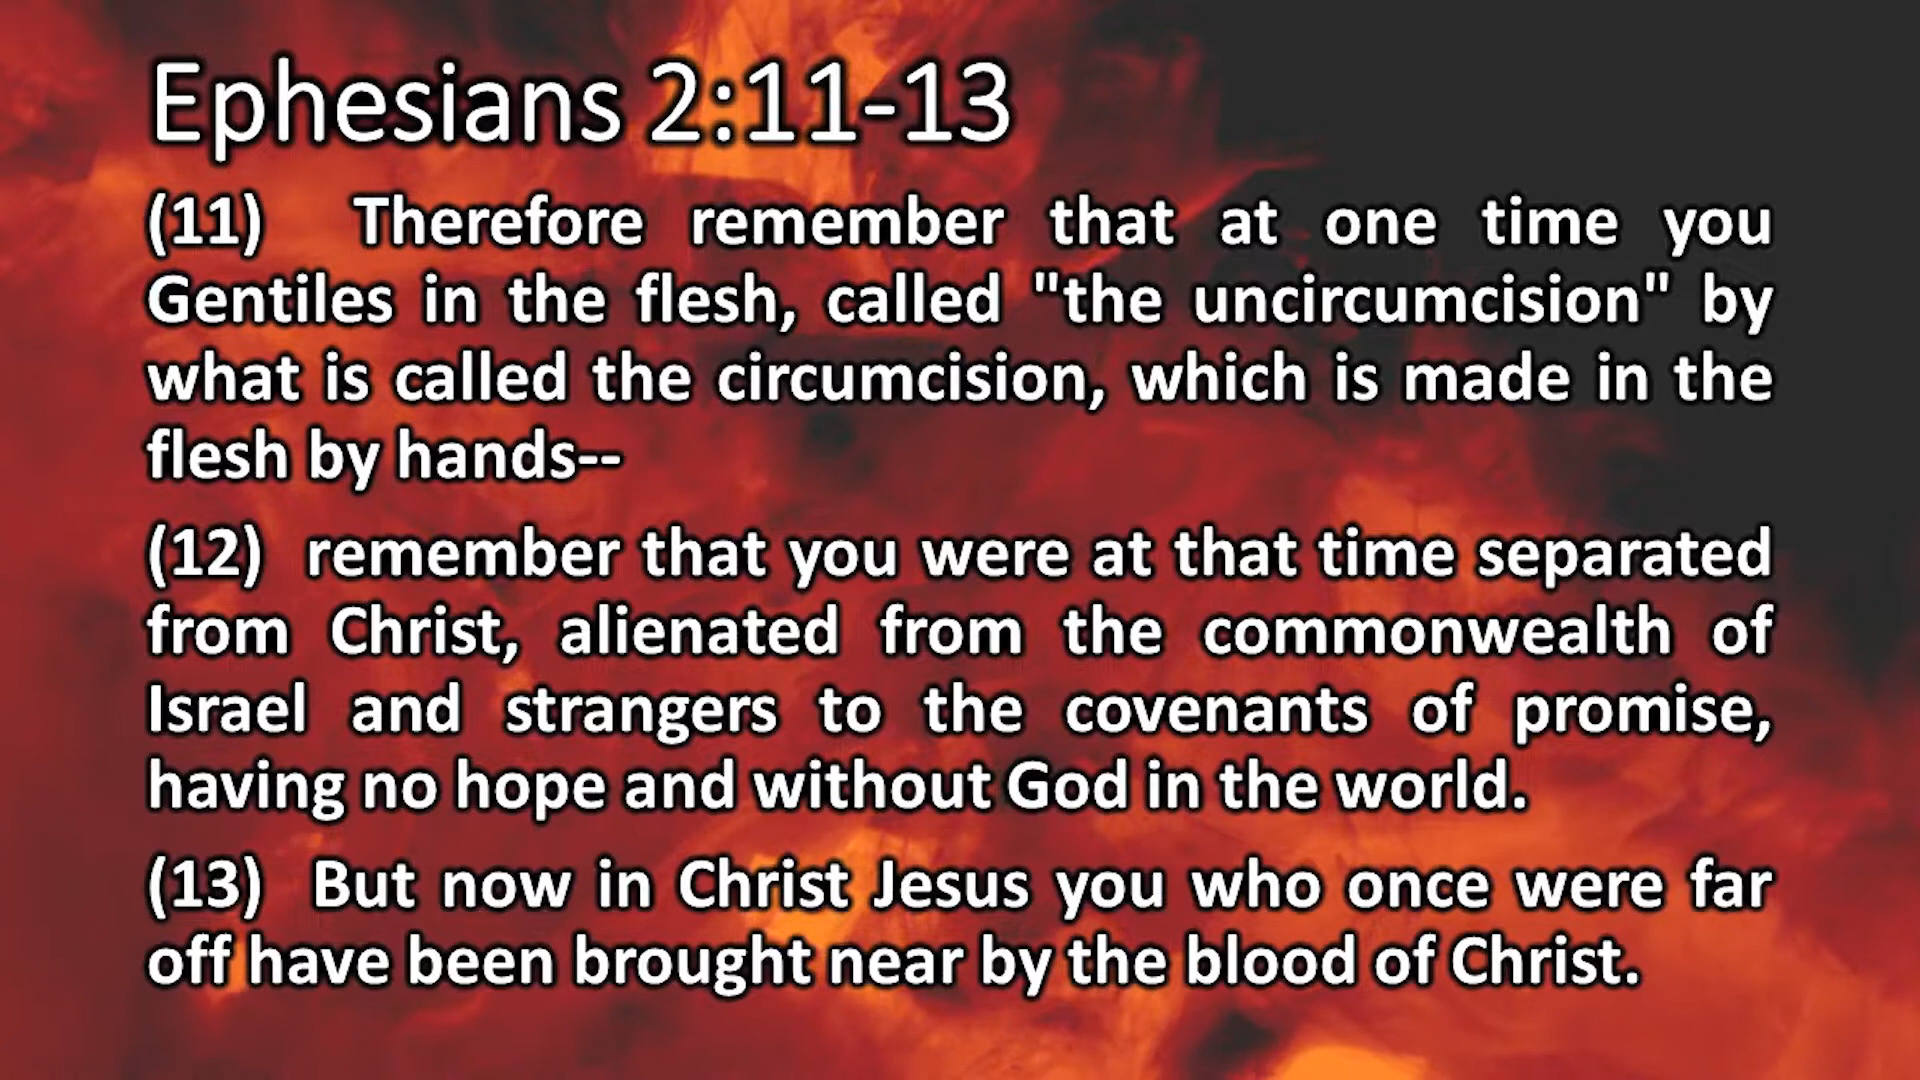 Ephesians 2:11-13
(11) Therefore remember that at one time you
Gentiles in the flesh, called "the uncircumcision" by
what is called the circumcision, which is made in the
flesh by hands--
(12) remember that you were at that time separated
from Christ, alienated from the commonwealth of
Israel and strangers to the covenants of promise,
having no hope and without God in the world.
(13) But now in Christ Jesus you who once were far
off have been brought near by the blood of Christ.